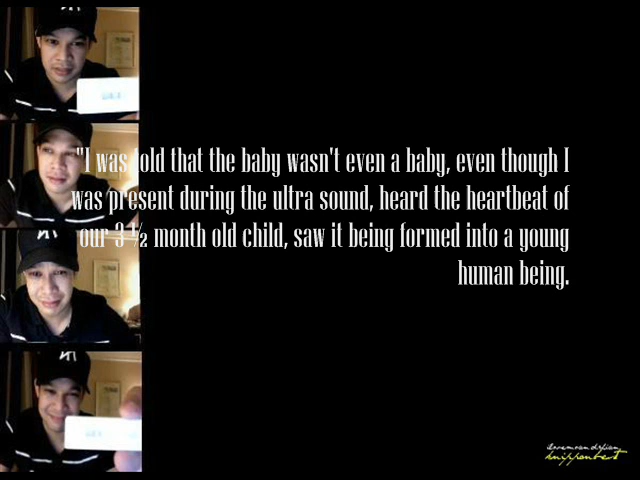 "I was told that the baby wasn't even a baby, even though I
was present during the ultra sound, heard the heartbeat of
our 3 ½ month old child, saw it being formed into a young
human being.